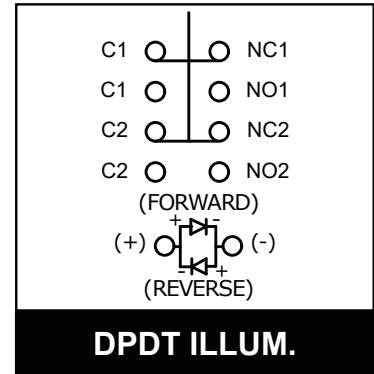 C1 NC1
C1 NO1
C2 NC2
C2 NO2
(FORWARD)
+ -
(+) (-)
- +
(REVERSE)
DPDT ILLUM.